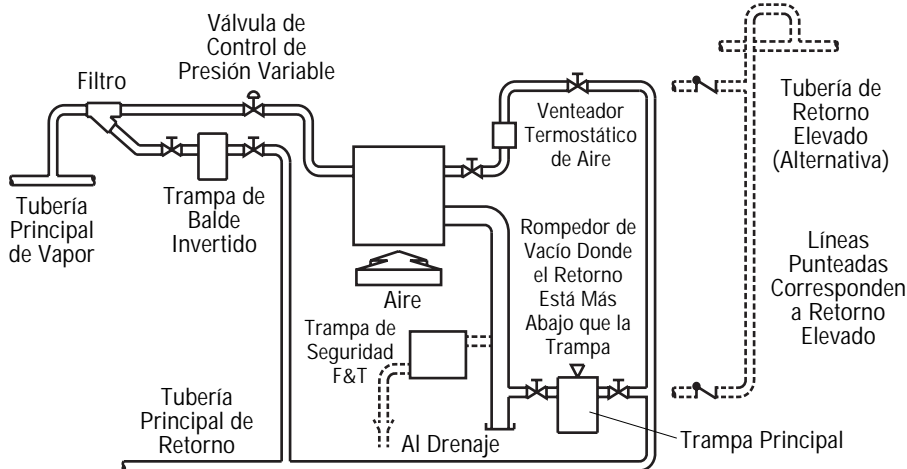 Válvula de
Control de
Presión Variable
Filtro
Tubería
Principal
de Vapor
Trampa de
Balde
Invertido
Aire
Venteador
Termostático
de Aire
Tubería de
Retorno
Elevado
(Alternativa)
Rompedor de
Vacío Donde
el Retorno
Está Más
Abajo que la
Trampa
Líneas
Punteadas
Corresponden
a Retorno
Elevado
Trampa de
Seguridad
F&T
Tubería
Principal de
Retorno
Al Drenaje
Trampa Principal